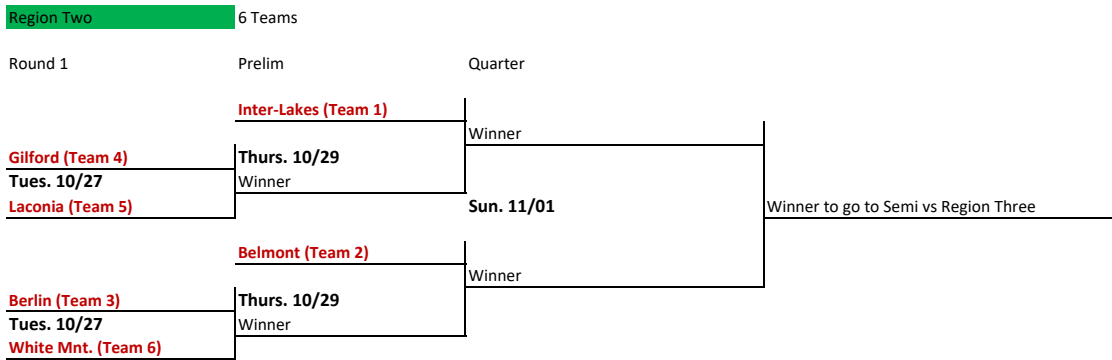 Region Two 6 Teams
Round 1 Prelim Quarter
Inter-Lakes (Team 1)
Winner
Gilford (Team 4) Thurs. 10/29
Tues. 10/27 Winner
Laconia (Team 5) Sun. 11/01 Winner to go to Semi vs Region Three
Belmont (Team 2)
Winner
Berlin (Team 3) Thurs. 10/29
Tues. 10/27 Winner
White Mnt. (Team 6)